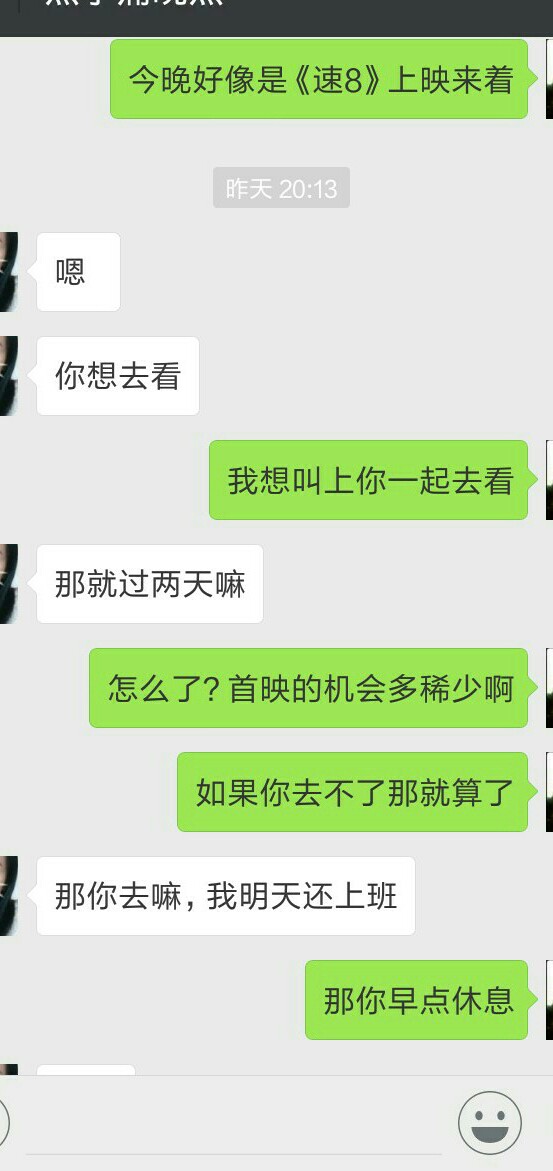 今晚好像是《速8》上映来着
昨天 20:13
嗯
你想去看
我想叫上你一起去看
那就过两天嘛
怎么了?首映的机会多稀少啊
如果你去不了那就算了
那你去嘛,我明天还上班
那你早点休息